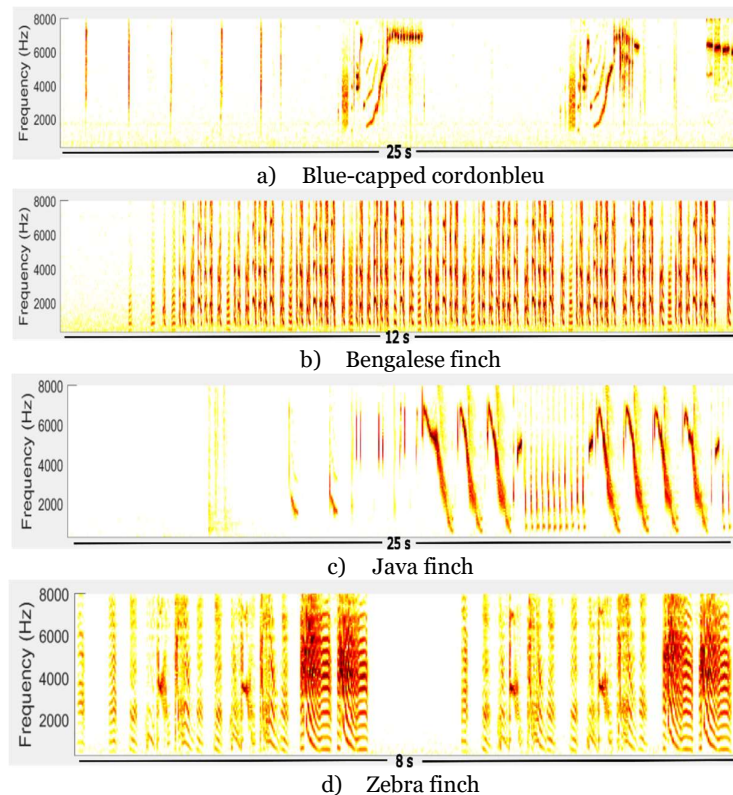 8000
6000
4000
2000
Frequency (Hz)
25 s
a) Blue-capped cordonbleu
8000
6000
4000
2000
Frequency (Hz)
12 s
b) Bengalese finch
8000
6000
4000
2000
Frequency (Hz)
25 s
c) Java finch
8000
6000
4000
2000
Frequency (Hz)
8 s
d) Zebra finch